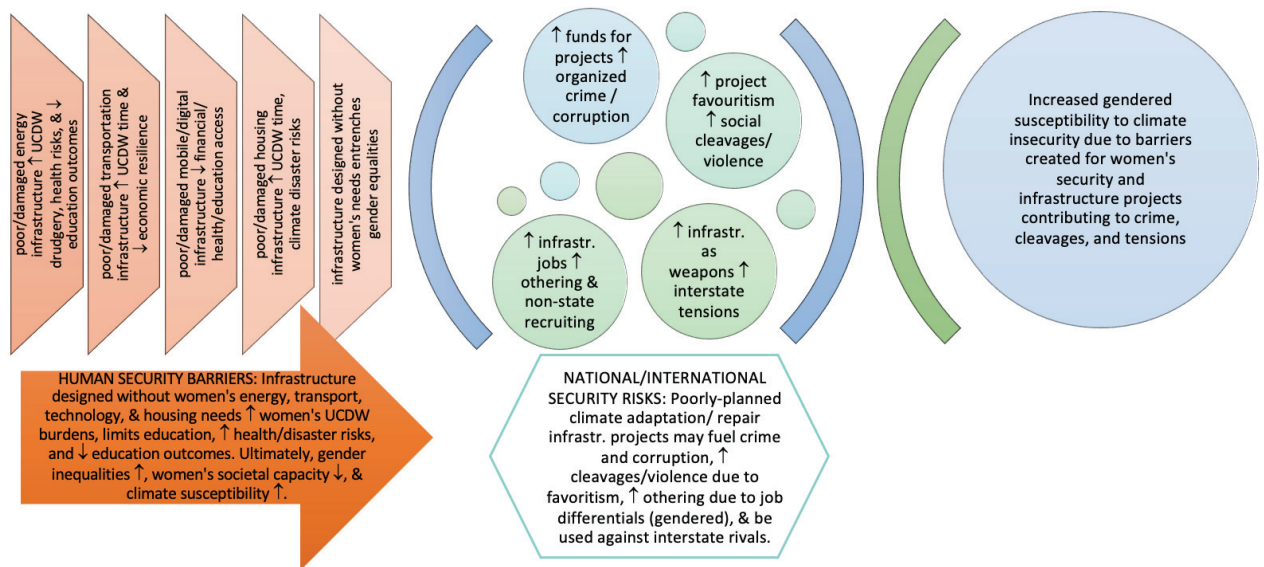 poor/damaged energy
infrastructure ↑ UCDW
drudgery, health risks, & ↓
education outcomes
poor/damaged transportation
infrastructure ↑ UCDW time &
↓ economic resilience
poor/damaged mobile/digital
infrastructure ↓ financial/
health/education access
poor/damaged housing
infrastructure ↑ UCDW time,
climate disaster risks
infrastructure designed without
women's needs entrenches
gender equalities
HUMAN SECURITY BARRIERS: Infrastructure
designed without women's energy, transport,
technology, & housing needs ↑ women's UCDW
burdens, limits education, ↑ health/disaster risks,
and ↓ education outcomes. Ultimately, gender
inequalities ↑, women's societal capacity ↓, &
climate susceptibility ↑.
↑ funds for
projects ↑
organized
crime /
corruption
↑ project
favouritism
↑ social
cleavages/
violence
↑ infrastr.
jobs ↑
othering &
non-state
recruiting
↑ infrastr.
as
weapons ↑
interstate
tensions
NATIONAL/INTERNATIONAL
SECURITY RISKS: Poorly-planned
climate adaptation/ repair
infrastr. projects may fuel crime
and corruption, ↑
cleavages/violence due to
favoritism, ↑ othering due to job
differentials (gendered), & be
used against interstate rivals.
Increased gendered
susceptibility to climate
insecurity due to barriers
created for women's
security and
infrastructure projects
contributing to crime,
cleavages, and tensions